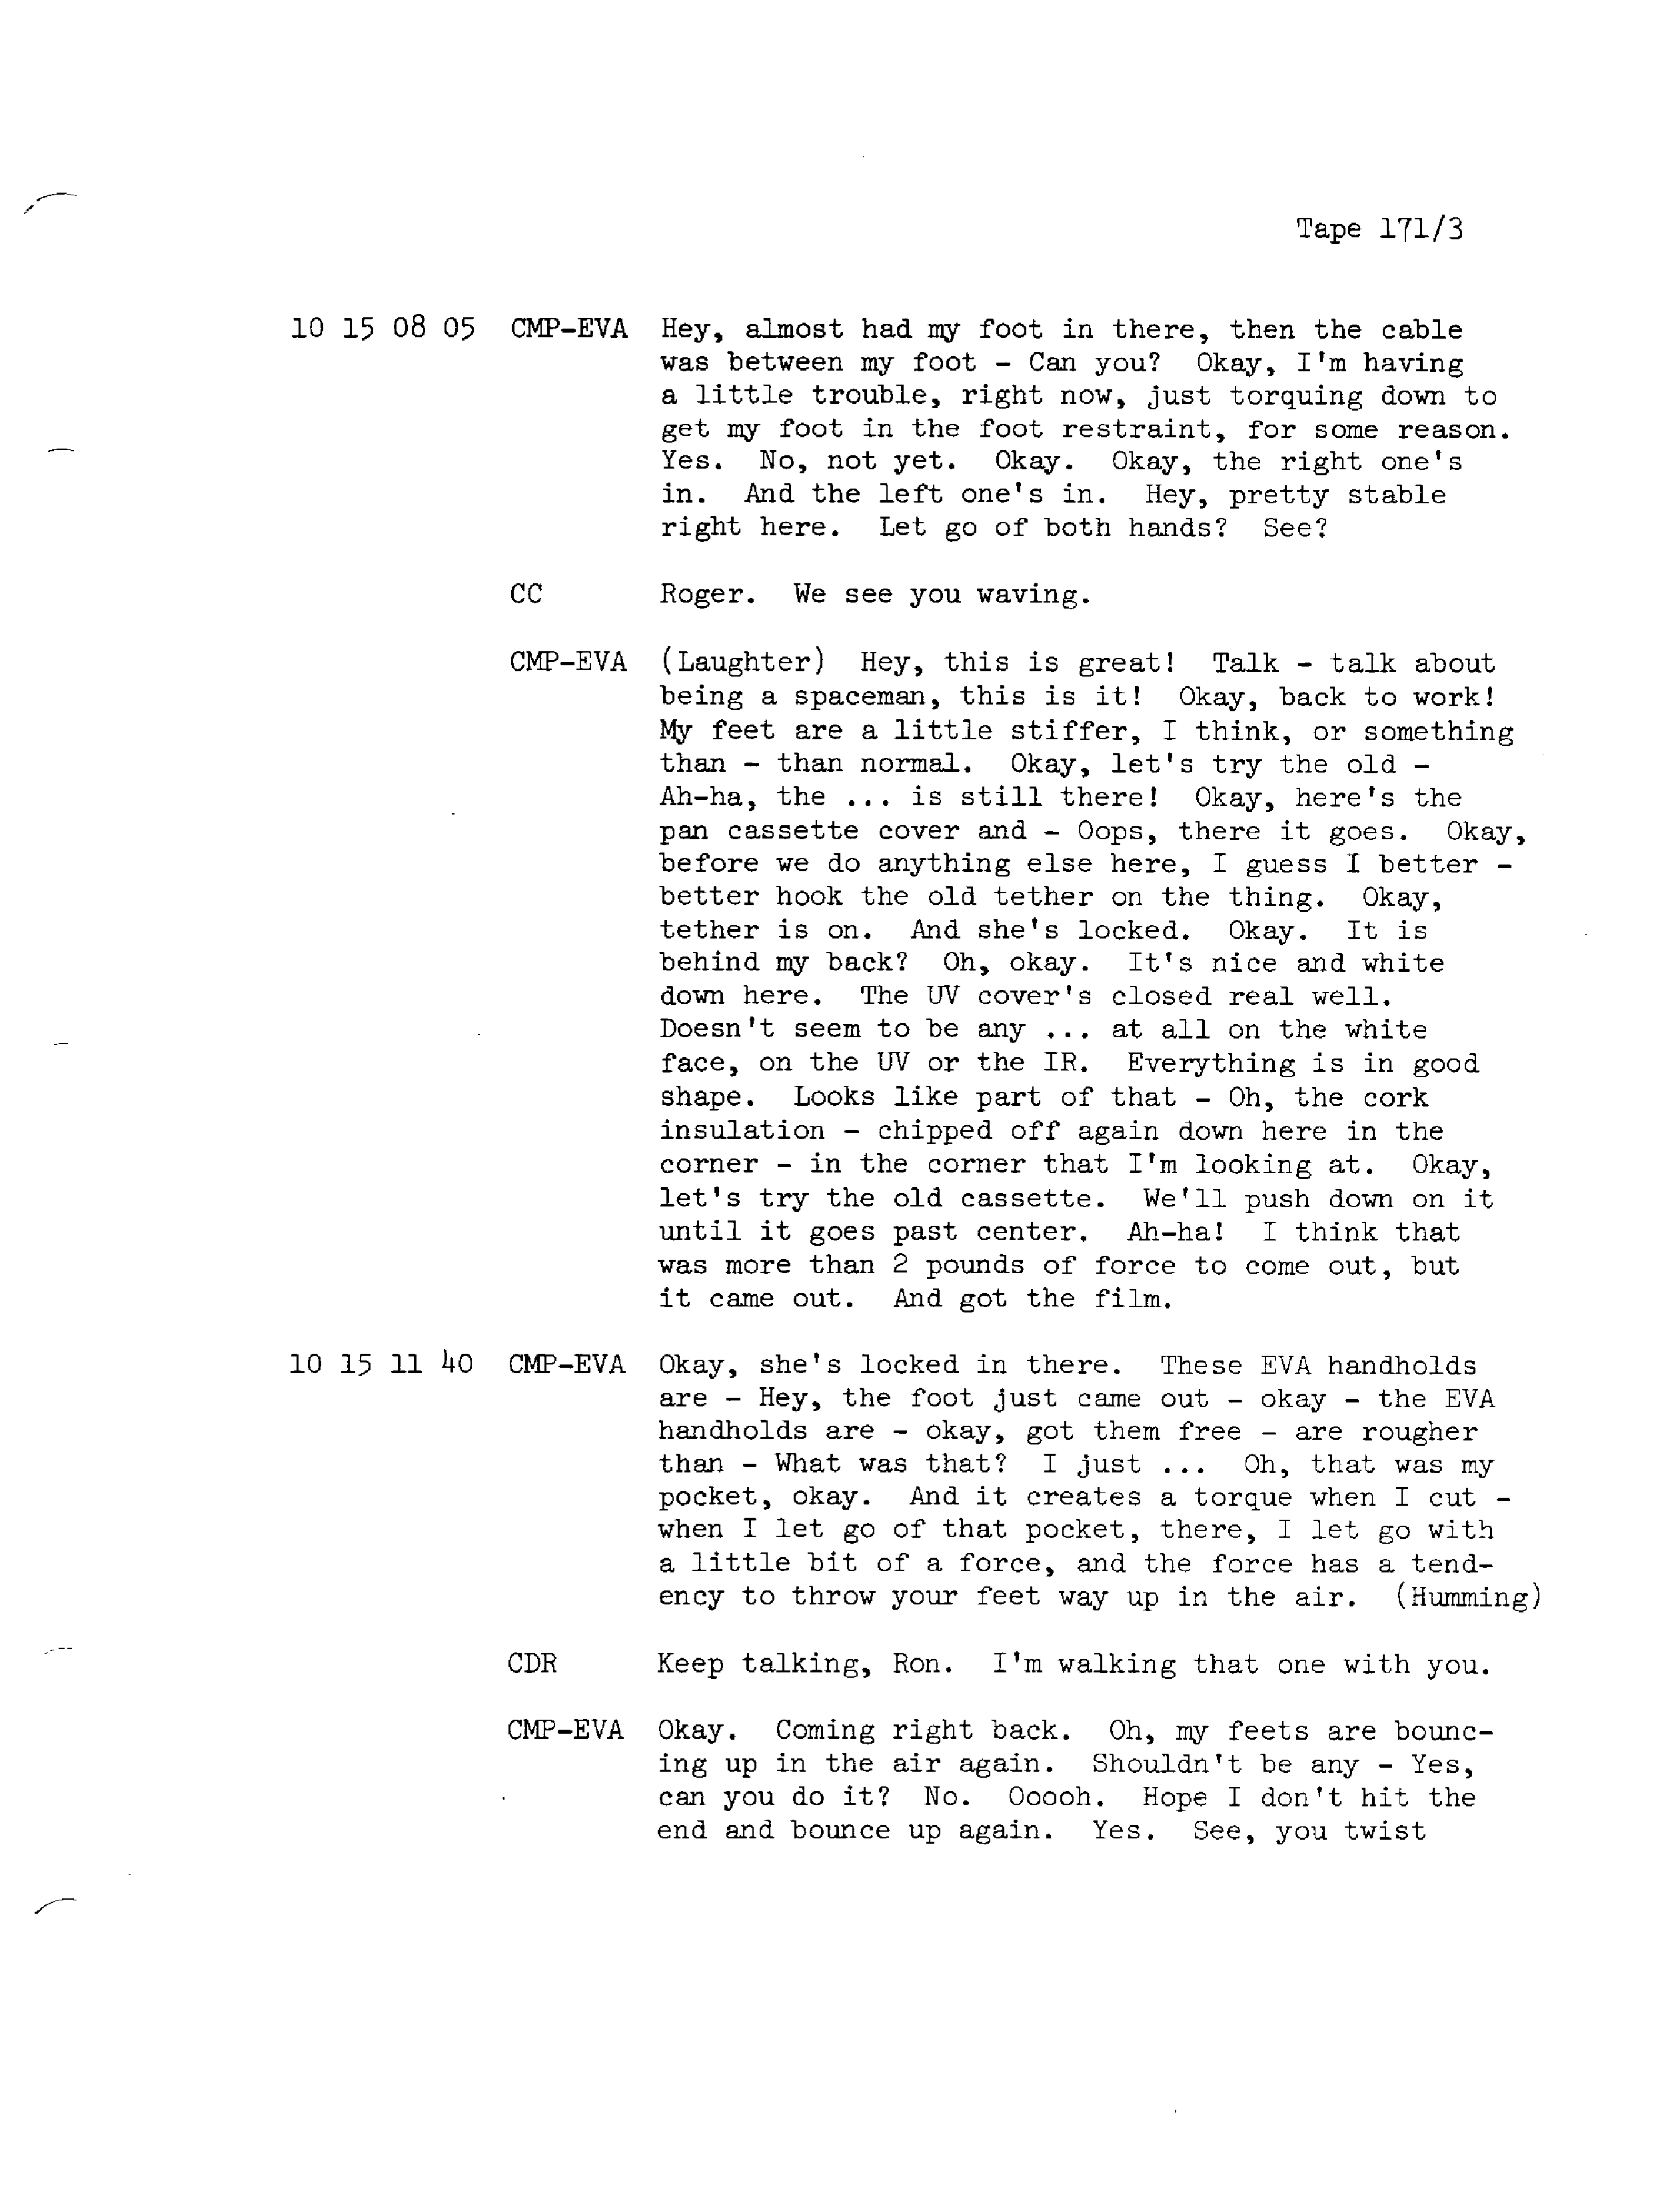 Tape 171/3
10 15 08 05 CMP-EVA Hey, almost had my foot in there, then the cable
was between my foot - Can you? Okay, I'm having
a little trouble, right now, just torquing down to
get my foot in the foot restraint, for some reason.
Yes. No, not yet. Okay. Okay, the right one's
in. And the left one's in. Hey, pretty stable
right here. Let go of both hands? See?
CC Roger. We see you waving.
CMP-EVA (Laughter) Hey, this is great! Talk - talk about
being a spaceman, this is it! Okay, back to work!
My feet are a little stiffer, I think, or something
than - than normal. Okay, let's try the old -
Ah-ha, the ... is still there! Okay, here's the
pan cassette cover and - Oops, there it goes. Okay,
before we do anything else here, I guess I better -
better hook the old tether on the thing. Okay,
tether is on. And she's locked. Okay. It is
behind my back? Oh, okay. It's nice and white
down here. The UV cover's closed real well.
Doesn't seem to be any ... at all on the white
face, on the UV or the IR. Everything is in good
shape. Looks like part of that - Oh, the cork
insulation - chipped off again down here in the
corner - in the corner that I'm looking at. Okay,
let's try the old cassette. We'll push down on it
until it goes past center. Ah-ha! I think that
was more than 2 pounds of force to come out, but
it came out. And got the film.
10 15 11 40 CMP-EVA Okay, she's locked in there. These EVA handholds
are - Hey, the foot just came out - okay - the EVA
handholds are - okay, got them free - are rougher
than - What was that? I just ... Oh, that was my
pocket, okay. And it creates a torque when I cut -
when I let go of that pocket, there, I let go with
a little bit of a force, and the force has a tend-
ency to throw your feet way up in the air. (Humming)
CDR Keep talking, Ron. I'm walking that one with you.
CMP-EVA Okay. Coming right back. Oh, my feets are bounc-
ing up in the air again. Shouldn't be any - Yes,
can you do it? No. Ooooh. Hope I don't hit the
end and bounce up again. Yes. See, you twist